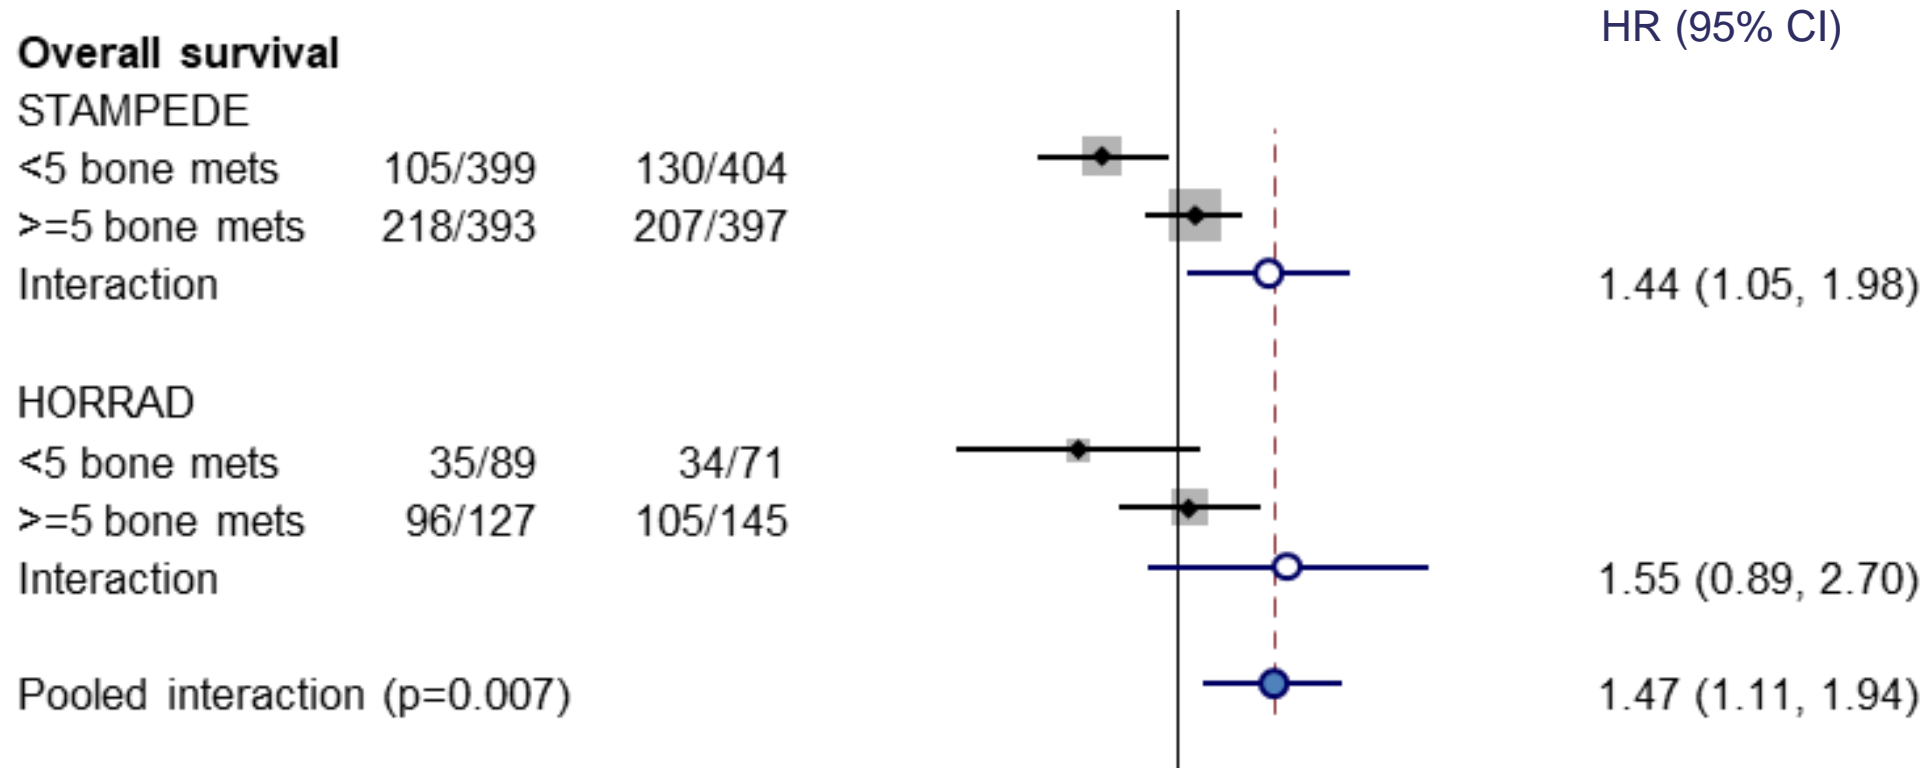 HR (95% CI)
Overall survival
STAMPEDE
<5 bone mets 105/399 130/404
>=5 bone mets 218/393 207/397
Interaction 1.44 (1.05, 1.98)
HORRAD
<5 bone mets 35/89 34/71
>=5 bone mets 96/127 105/145
Interaction 1.55 (0.89, 2.70)
Pooled interaction (p=0.007) 1.47 (1.11, 1.94)